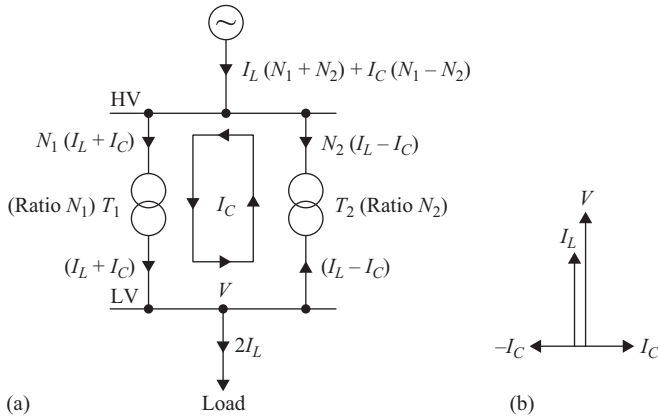 ~
I_L (N_1 + N_2) + I_C (N_1 – N_2)
HV
N_1 (I_L + I_C)
N_2 (I_L – I_C)
(Ratio N_1) T_1
I_C
T_2 (Ratio N_2)
(I_L + I_C)
(I_L – I_C)
LV
V
2I_L
Load
(a)
V
I_L
–I_C
I_C
(b)